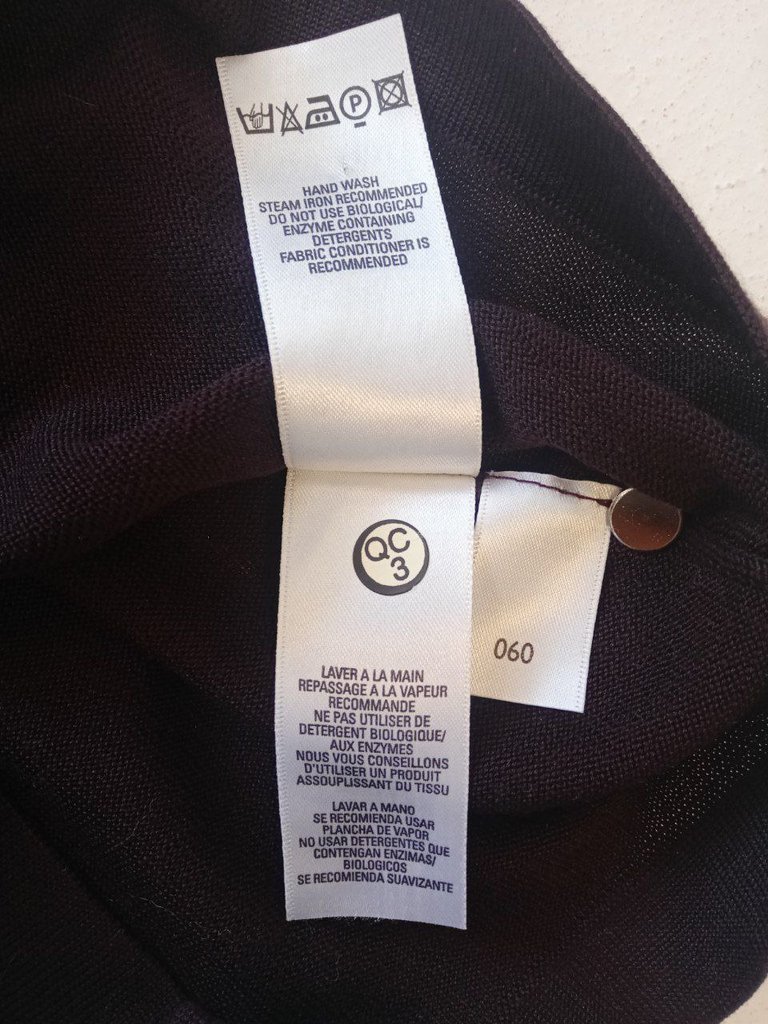 P
HAND WASH
STEAM IRON RECOMMENDED
DO NOT USE BIOLOGICAL/
ENZYME CONTAINING
DETERGENTS
FABRIC CONDITIONER IS
RECOMMENDED
QC
3
060
LAVER A LA MAIN
REPASSAGE A LA VAPEUR
RECOMMANDE
NE PAS UTILISER DE
DETERGENT BIOLOGIQUE/
AUX ENZYMES
NOUS VOUS CONSEILLONS
D'UTILISER UN PRODUIT
ASSOUPLISSANT DU TISSU
LAVAR A MANO
SE RECOMIENDA USAR
PLANCHA DE VAPOR
NO USAR DETERGENTES QUE
CONTENGAN ENZIMAS/
BIOLOGICOS
SE RECOMIENDA SUAVIZANTE